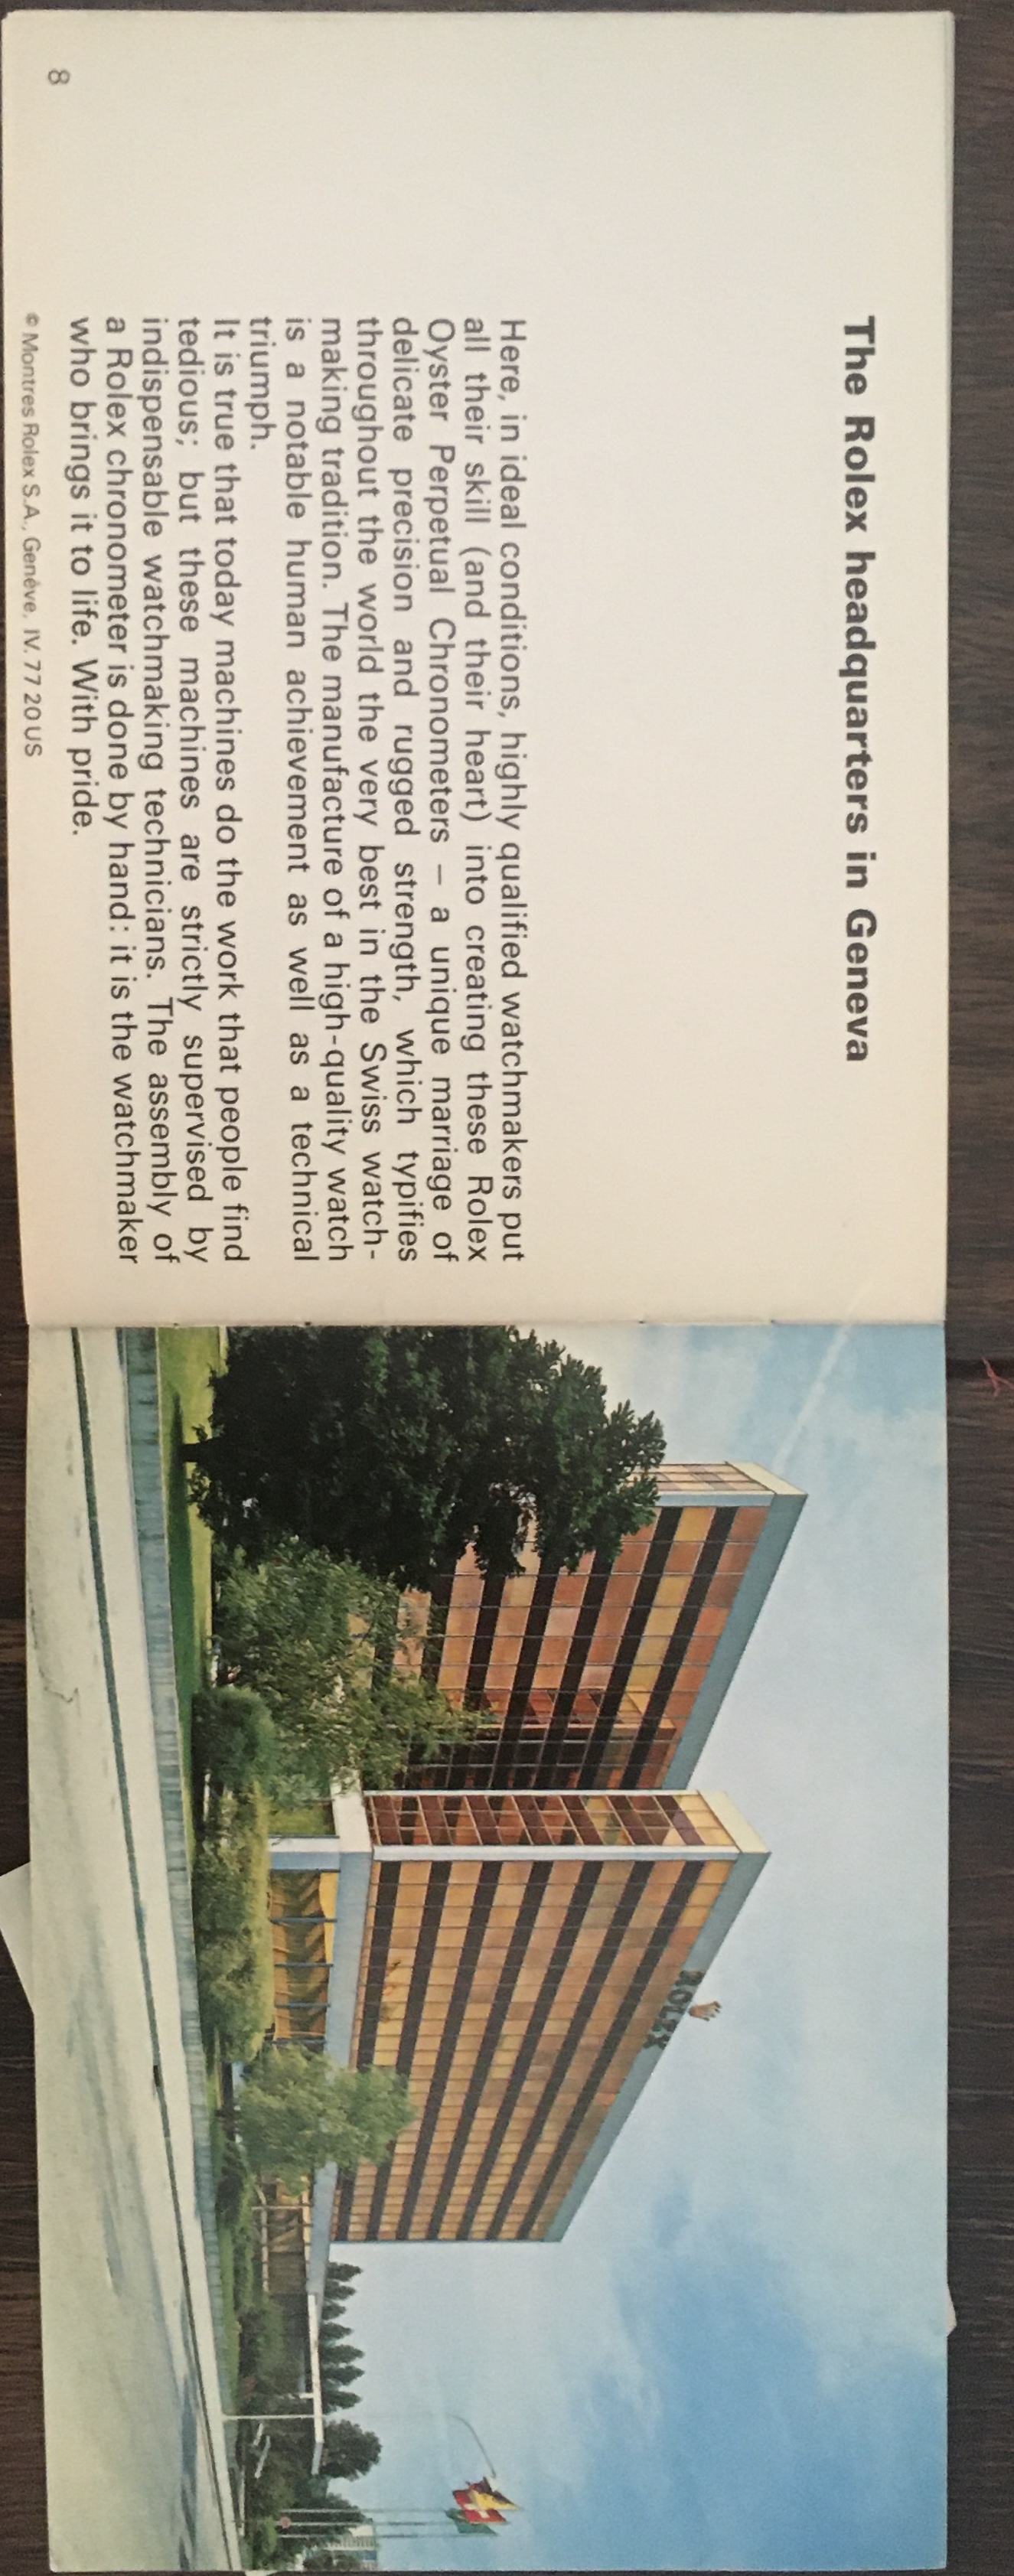 The Rolex headquarters in Geneva
Here, in ideal conditions, highly qualified watchmakers put
all their skill (and their heart) into creating these Rolex
Oyster Perpetual Chronometers – a unique marriage of
delicate precision and rugged strength, which typifies
throughout the world the very best in the Swiss watch-
making tradition. The manufacture of a high-quality watch
is a notable human achievement as well as a technical
triumph.
It is true that today machines do the work that people find
tedious; but these machines are strictly supervised by
indispensable watchmaking technicians. The assembly of
a Rolex chronometer is done by hand: it is the watchmaker
who brings it to life. With pride.
© Montres Rolex S.A., Genève, IV. 77 20 US
8
ROLEX